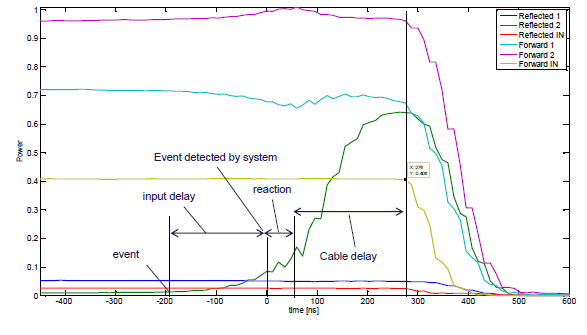 1
0.9
0.8
0.7
0.6
0.5
0.4
0.3
0.2
0.1
0
Power
Reflected 1
Reflected 2
Reflected IN
Forward 1
Forward 2
Forward IN
Event detected by system
X: 278
Y: 0.408
input delay
reaction
event
Cable delay
-400 -300 -200 -100 0 100 200 300 400 500 600
time [ns]